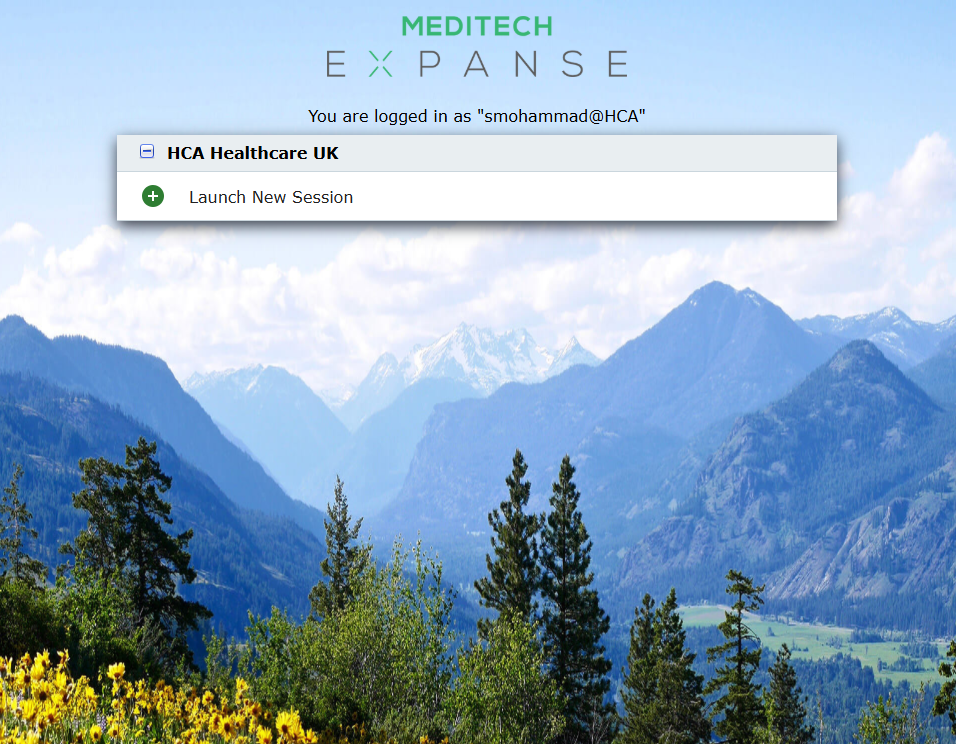 MEDITECH
EXPANSE
You are logged in as "smohammad@HCA"
HCA Healthcare UK
Launch New Session